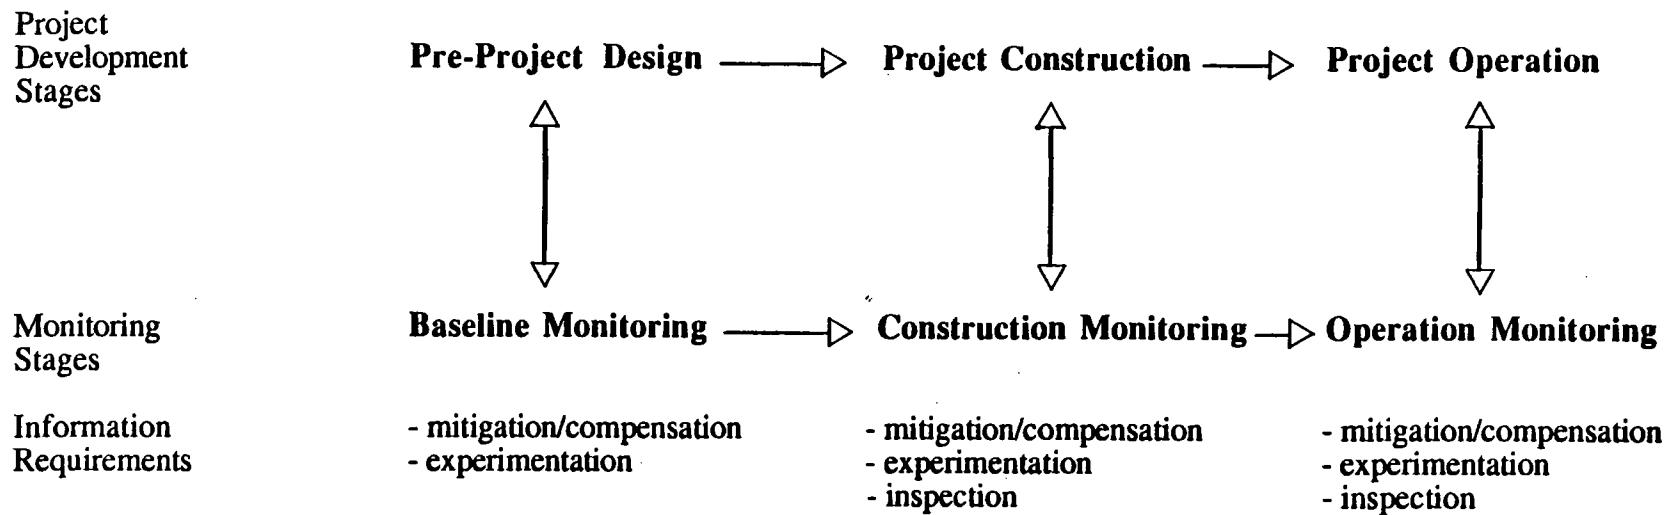 Project
Development
Stages
Pre-Project Design
Project Construction
Project Operation
Monitoring
Stages
Baseline Monitoring
Construction Monitoring
Operation Monitoring
Information
Requirements
- mitigation/compensation
- experimentation
- mitigation/compensation
- experimentation
- inspection
- mitigation/compensation
- experimentation
- inspection